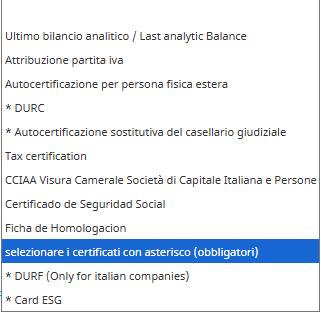 Ultimo bilancio analitico / Last analytic Balance
Attribuzione partita iva
Autocertificazione per persona fisica estera
* DURC
* Autocertificazione sostitutiva del casellario giudiziale
Tax certification
CCIAA Visura Camerale Società di Capitale Italiana e Persone
Certificado de Seguridad Social
Ficha de Homologacion
selezionare i certificati con asterisco (obbligatori)
* DURF (Only for italian companies)
* Card ESG